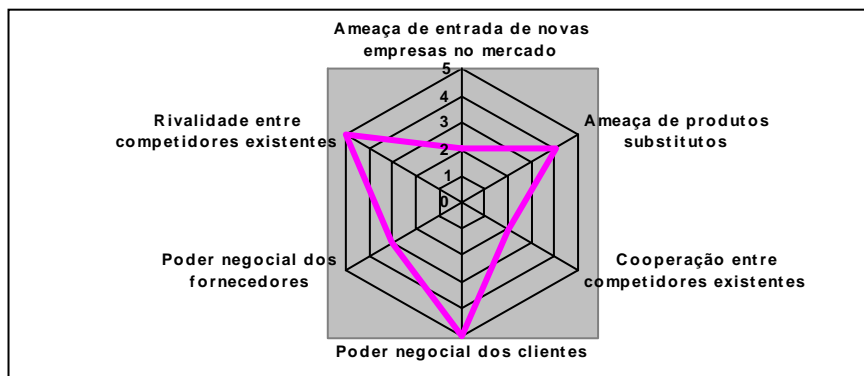 Ameaça de entrada de novas
empresas no mercado
5
4
3
2
1
0
Ameaça de produtos
substitutos
Cooperação entre
competidores existentes
Poder negocial dos clientes
Poder negocial dos
fornecedores
Rivalidade entre
competidores existentes